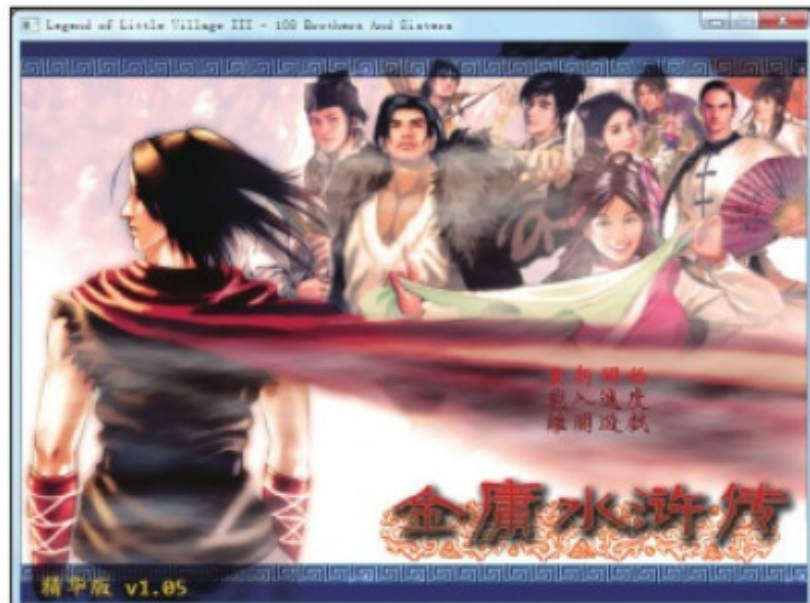 Legend of Little Village III - 108 Brothers And Sisters
重新開始
載入進度
離開遊戲
金庸水浒传
精华版 v1.05